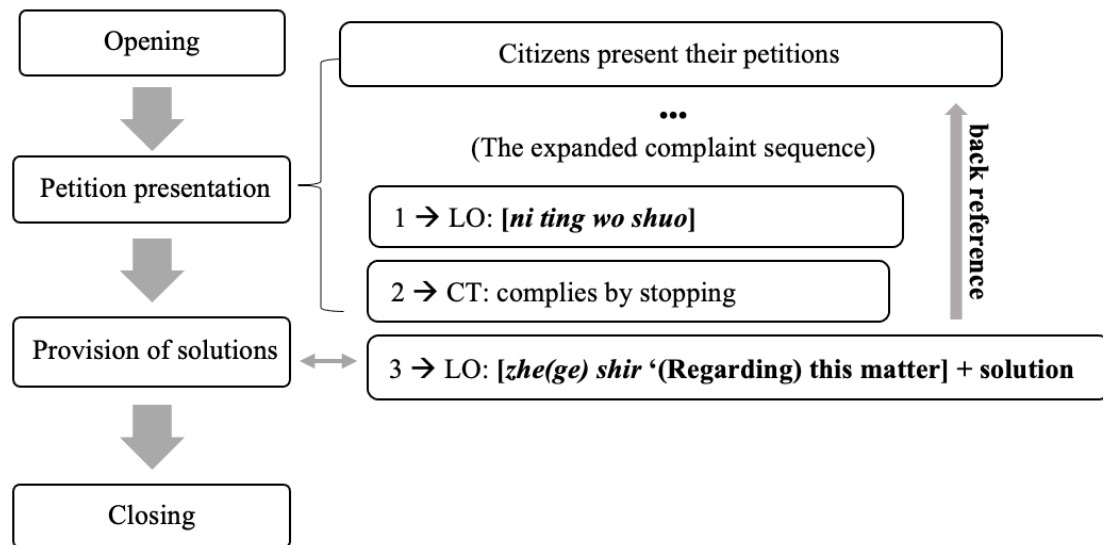 Opening
Citizens present their petitions
...
(The expanded complaint sequence)
Petition presentation
1 → LO: [ni ting wo shuo]
2 → CT: complies by stopping
back reference
Provision of solutions
3 → LO: [zhe(ge) shir ‘(Regarding) this matter] + solution
Closing